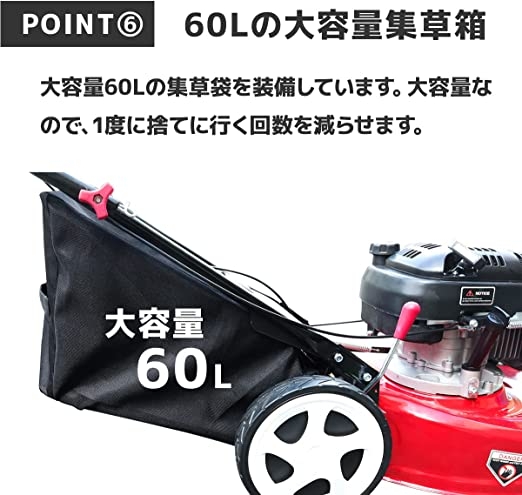 POINT⑥ 60Lの大容量集草箱
大容量60Lの集草袋を装備しています。大容量な
ので、1度に捨てに行く回数を減らせます。
大容量
60L
NOTICE
DANGER